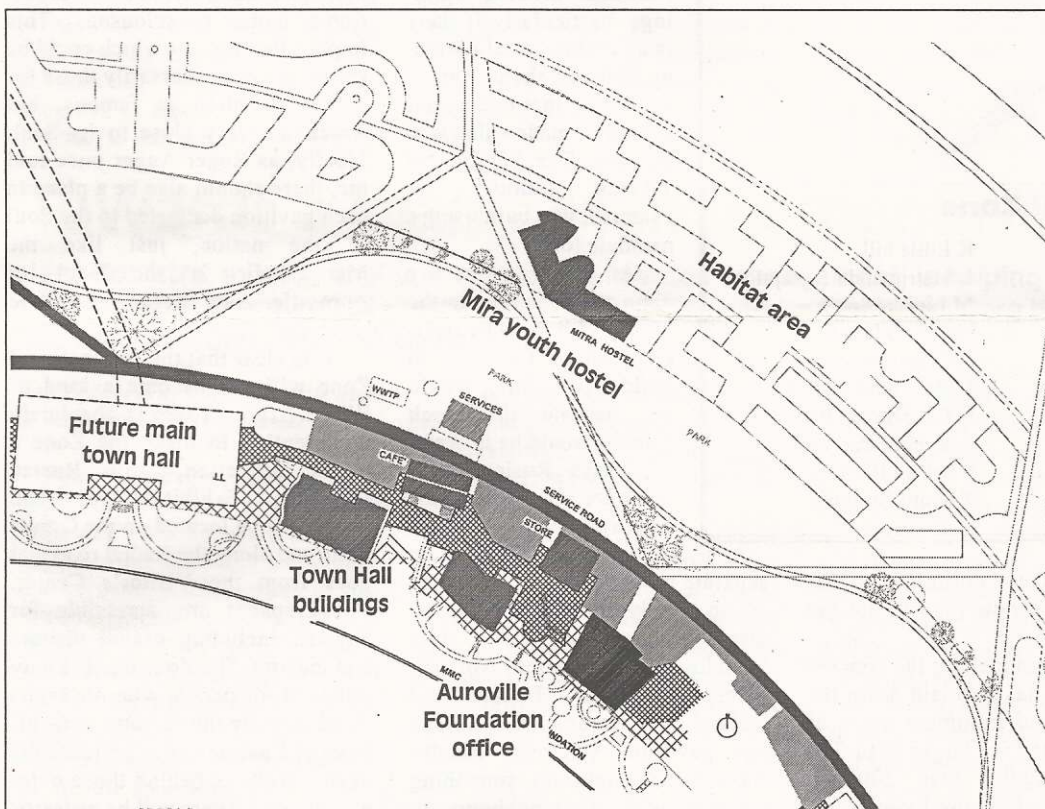 Habitat area
Mira youth hostel
MITRA HOSTEL
PARK
PARK
WWTP
SERVICES
Future main
town hall
CAFE'
SERVICE ROAD
STORE
Town Hall
buildings
MMC
Auroville
Foundation
office